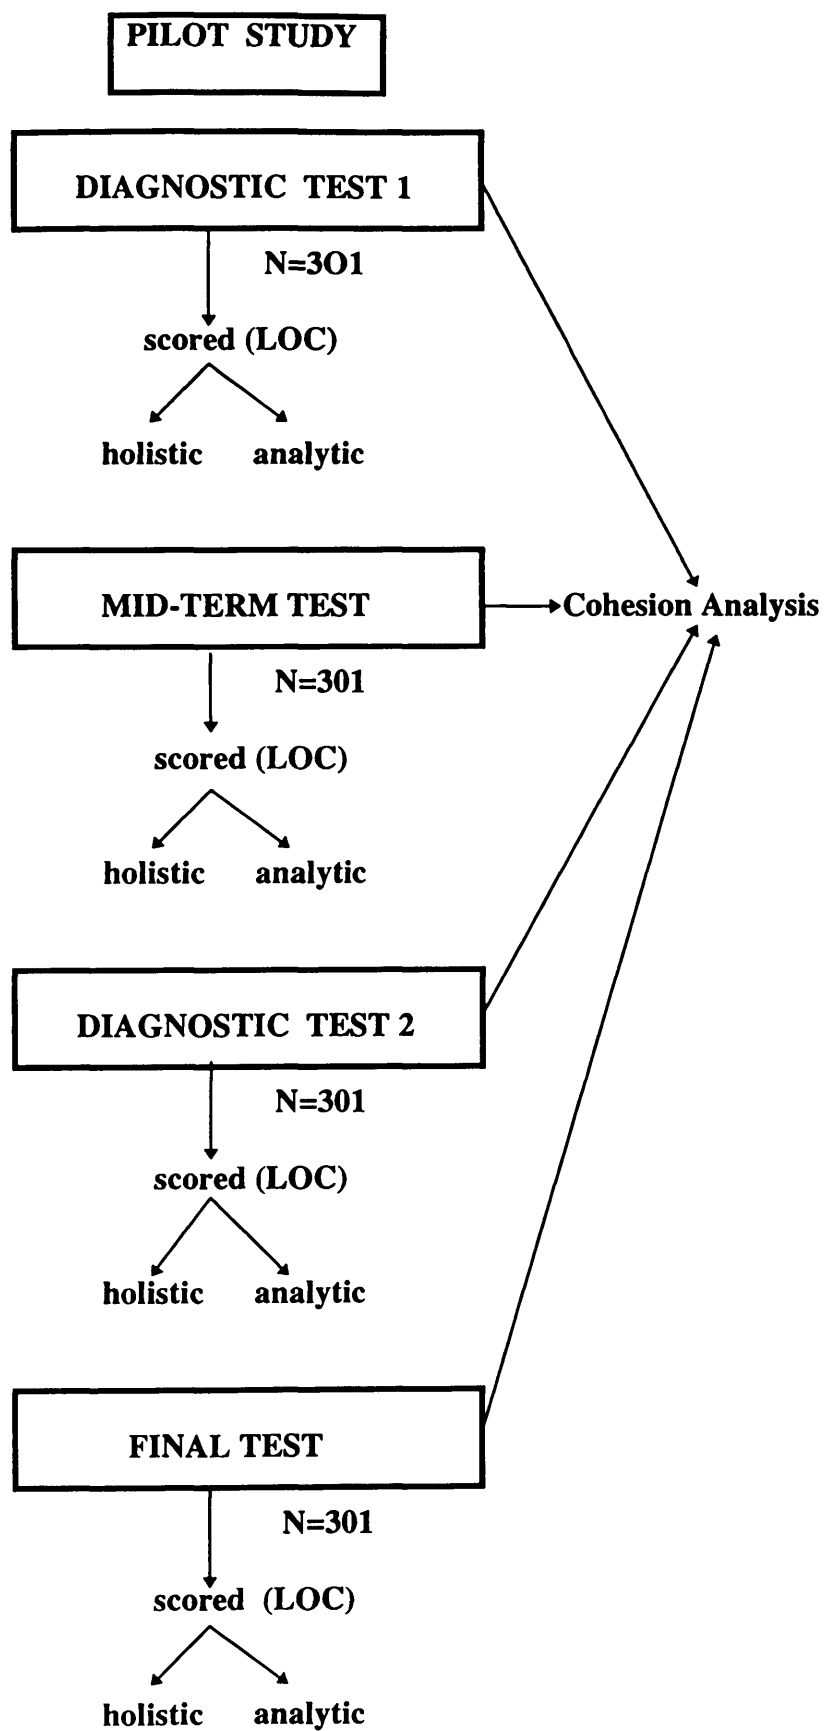 PILOT STUDY
DIAGNOSTIC TEST 1
N=3O1
scored (LOC)
holistic analytic
MID-TERM TEST
Cohesion Analysis
N=301
scored (LOC)
holistic analytic
DIAGNOSTIC TEST 2
N=301
scored (LOC)
holistic analytic
FINAL TEST
N=301
scored (LOC)
holistic analytic